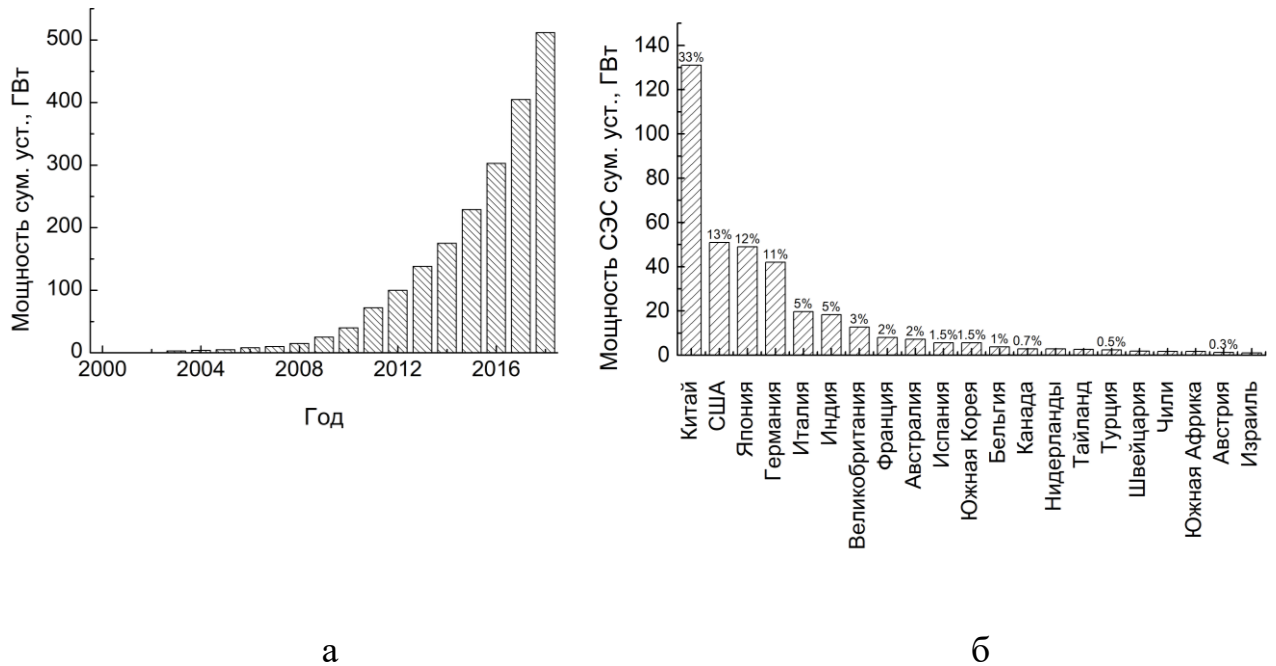 Мощность сум. уст., ГВт
500
400
300
200
100
0
2000 2004 2008 2012 2016
Год
а
Мощность СЭС сум. уст., ГВт
140
120
100
80
60
40
20
0
33%
13%
12%
11%
5%
5%
3%
2%
2%
1.5%
1.5%
1%
0.7%
0.5%
0.3%
Китай
США
Япония
Германия
Италия
Индия
Великобритания
Франция
Австралия
Испания
Южная Корея
Бельгия
Канада
Нидерланды
Тайланд
Турция
Швейцария
Чили
Южная Африка
Австрия
Израиль
б